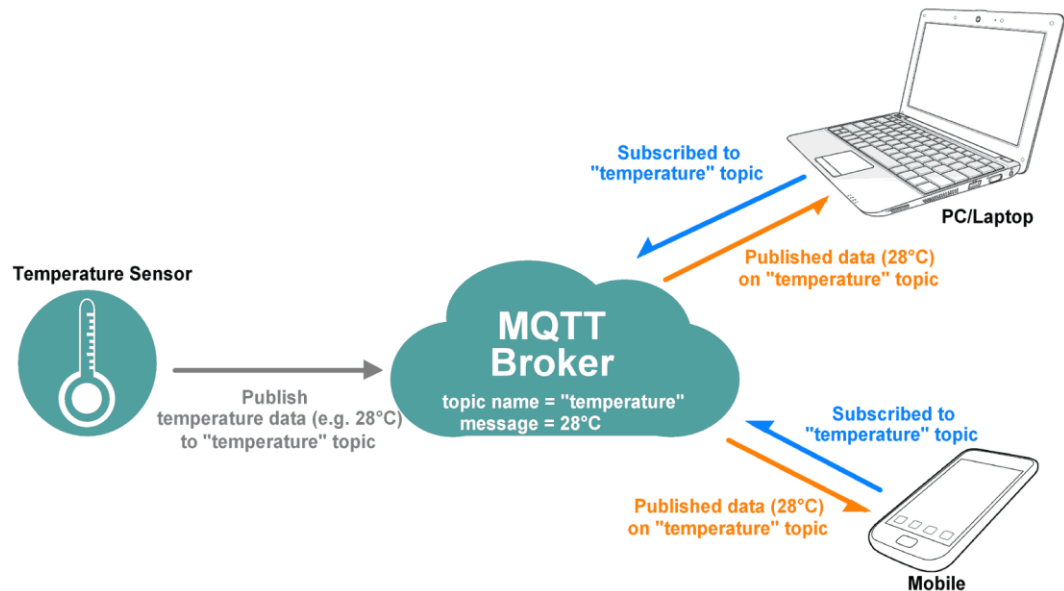 Subscribed to
"temperature" topic
PC/Laptop
Published data (28°C)
on "temperature" topic
Temperature Sensor
MQTT
Broker
topic name = "temperature"
message = 28°C
Publish
temperature data (e.g. 28°C)
to "temperature" topic
Subscribed to
"temperature" topic
Published data (28°C)
on "temperature" topic
Mobile